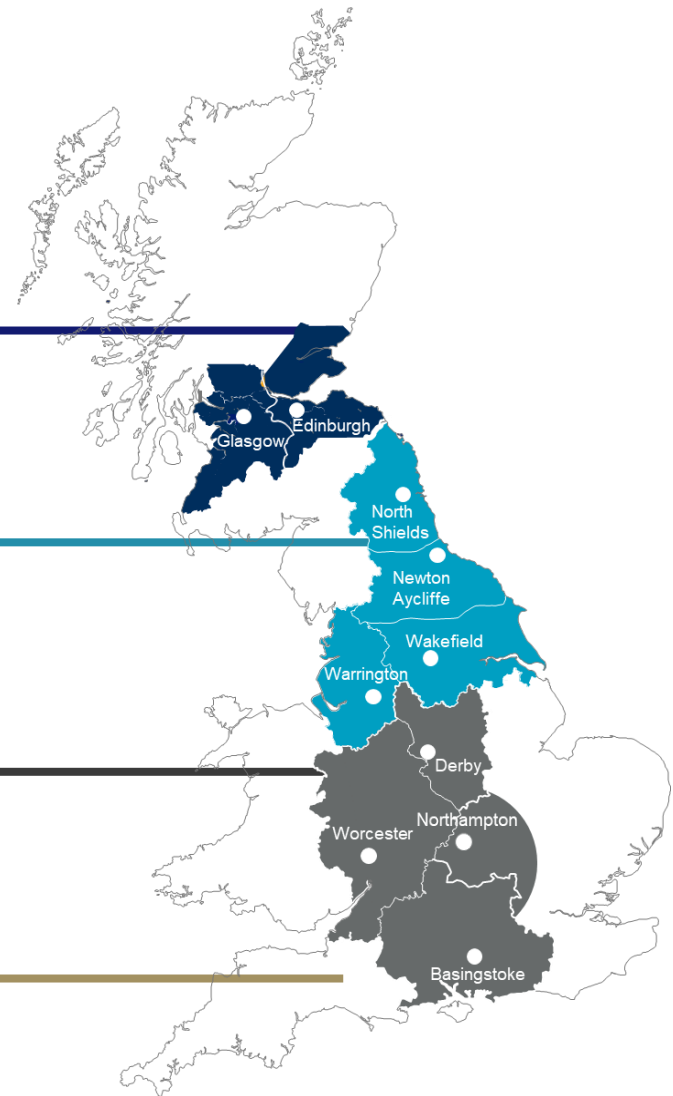 Edinburgh
Glasgow
North
Shields
Newton
Aycliffe
Wakefield
Warrington
Derby
Northampton
Worcester
Basingstoke